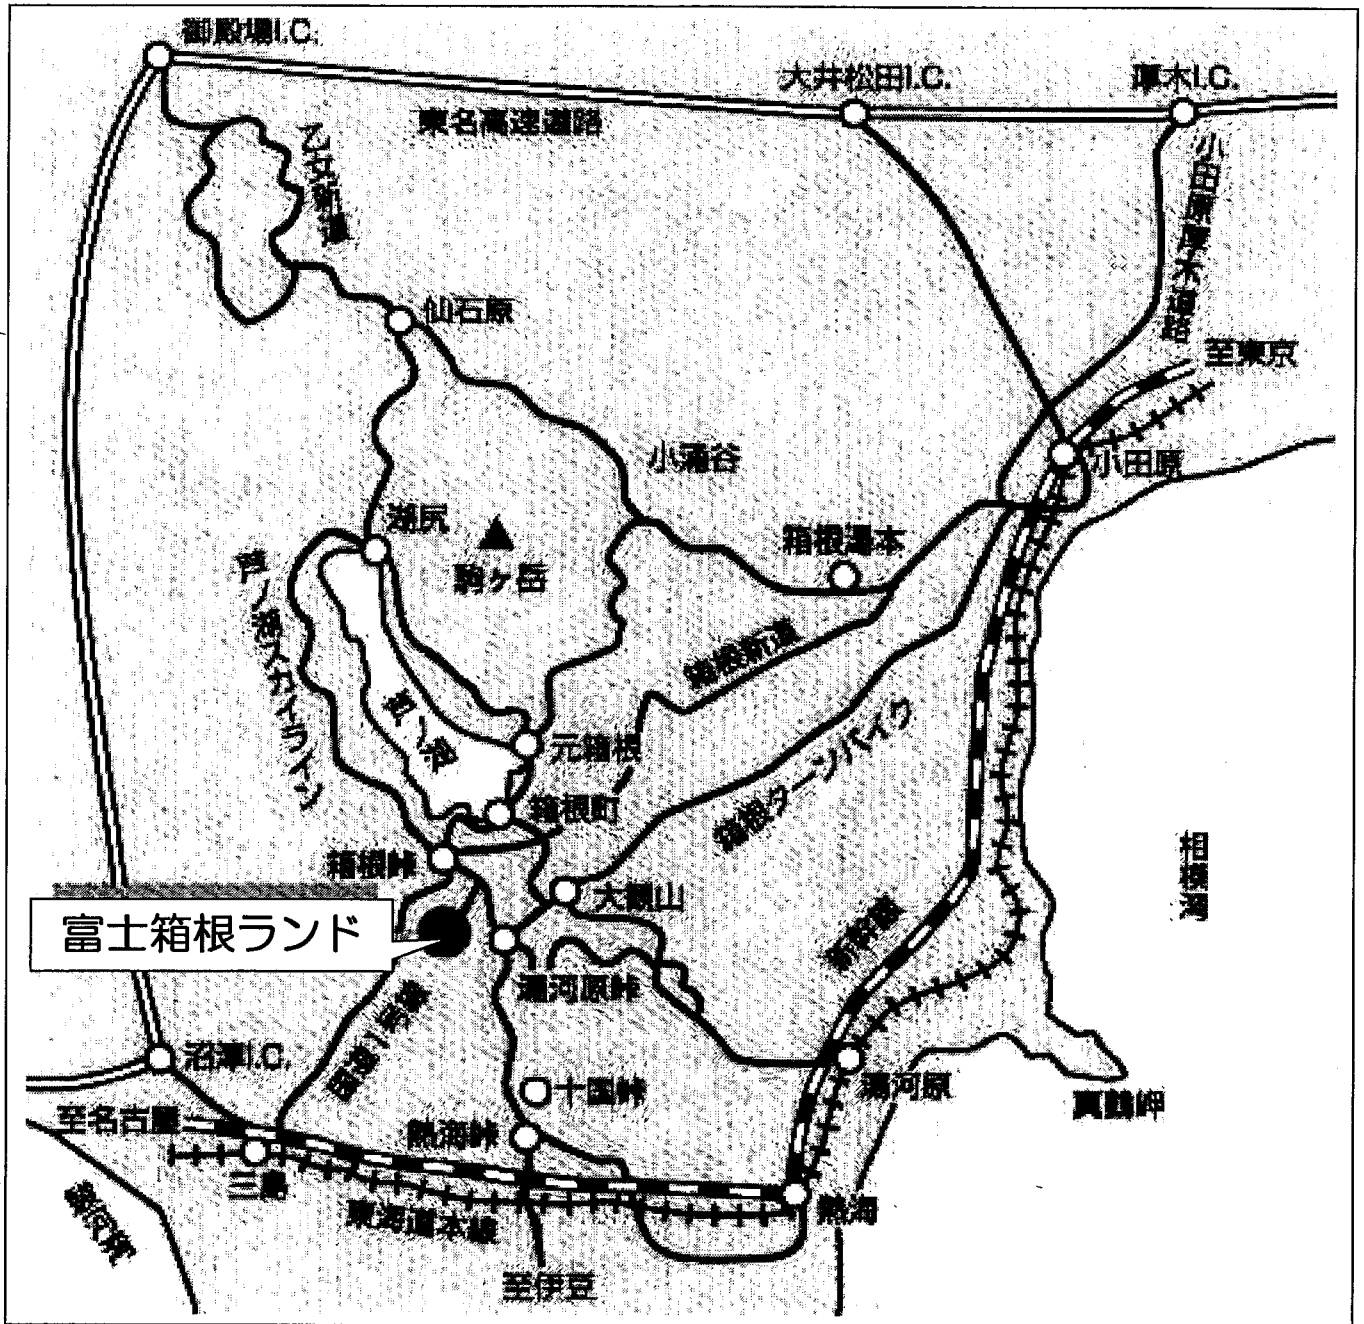 御殿場I.C.
大井松田I.C.
厚木I.C.
東名高速道路
乙女新道
小田原厚木道路
仙石原
至東京
小涌谷
小田原
湖尻
箱根湯本
駒ヶ岳
芦ノ湖スカイライン
箱根新道
芦ノ湖
元箱根
箱根ターンパイク
箱根町
相模湾
箱根峠
大観山
富士箱根ランド
新幹線
湯河原峠
国道1号線
沼津I.C.
十国峠
湯河原
真鶴岬
至名古屋
熱海峠
三島
駿河湾
東海道本線
熱海
至伊豆